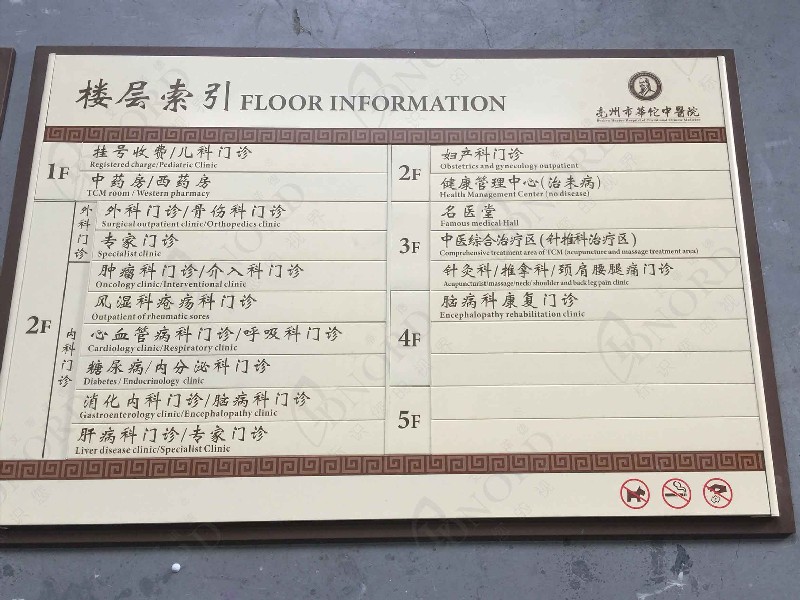 楼层索引 FLOOR INFORMATION
亳州市华佗中医院
1F
挂号收费/儿科门诊
Registered charge/Pediatric Clinic
中药房/西药房
TCM room / Western pharmacy
2F
外科门诊
外科门诊/骨伤科门诊
Surgical outpatient clinic/Orthopedics clinic
专家门诊
Specialist clinic
内科门诊
肿瘤科门诊/介入科门诊
Oncology clinic/Interventional clinic
风湿科疮疡科门诊
Outpatient of rheumatic sores
心血管病科门诊/呼吸科门诊
Cardiology clinic/Respiratory clinic
糖尿病/内分泌科门诊
Diabetes / Endocrinology clinic
消化内科门诊/脑病科门诊
Gastroenterology clinic/Encephalopathy clinic
肝病科门诊/专家门诊
Liver disease clinic/Specialist Clinic
2F
妇产科门诊
Obstetrics and gynecology outpatient
健康管理中心(治未病)
Health Management Center (no disease)
3F
名医堂
Famous medical Hall
中医综合治疗区(针推科治疗区)
Comprehensive treatment area of TCM (acupuncture and massage treatment area)
针灸科/推拿科/颈肩腰腿痛门诊
Acupuncturist/massage/neck/ shoulder and back leg pain clinic
4F
脑病科康复门诊
Encephalopathy rehabilitation clinic
5F
NORD